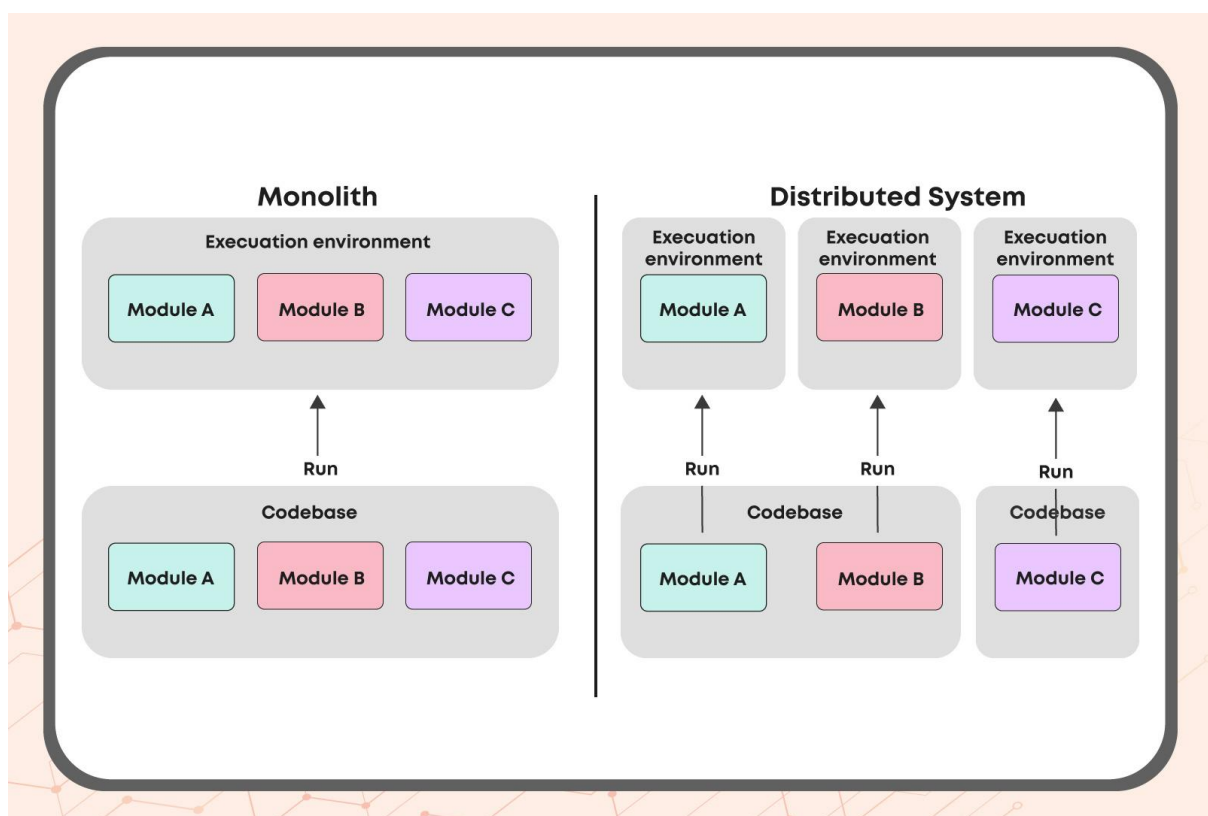 Monolith
Execuation environment
Module A
Module B
Module C
Run
Codebase
Module A
Module B
Module C
Distributed System
Execuation
environment
Module A
Execuation
environment
Module B
Execuation
environment
Module C
Run
Run
Run
Codebase
Module A
Module B
Codebase
Module C